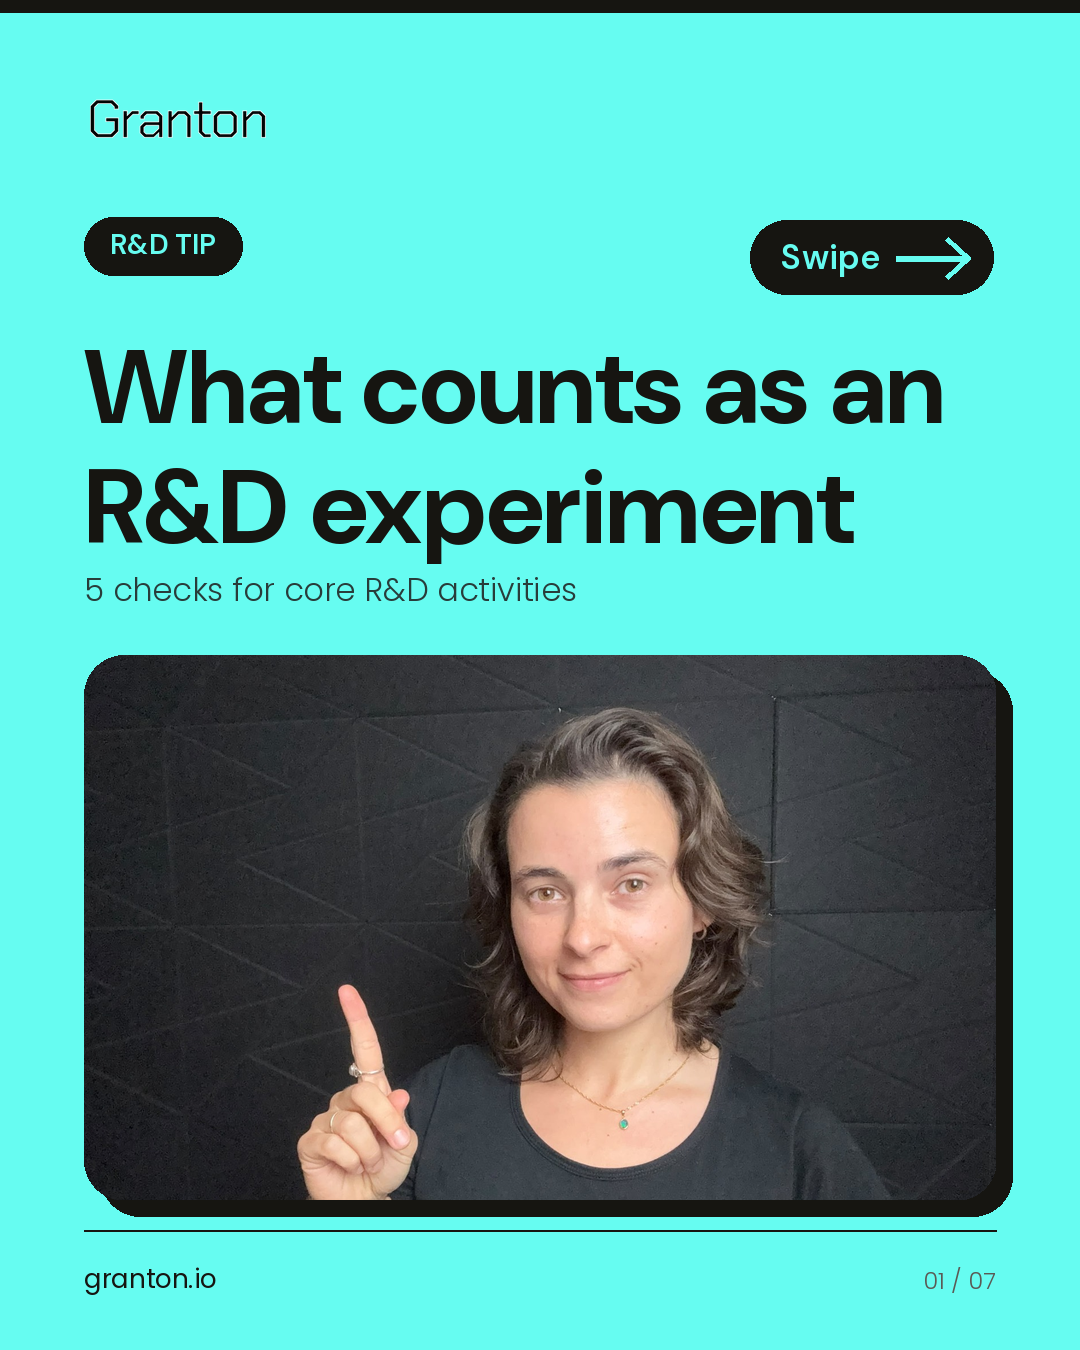 Granton
R&D TIP
Swipe
What counts as an
R&D experiment
5 checks for core R&D activities
granton.io
01 / 07